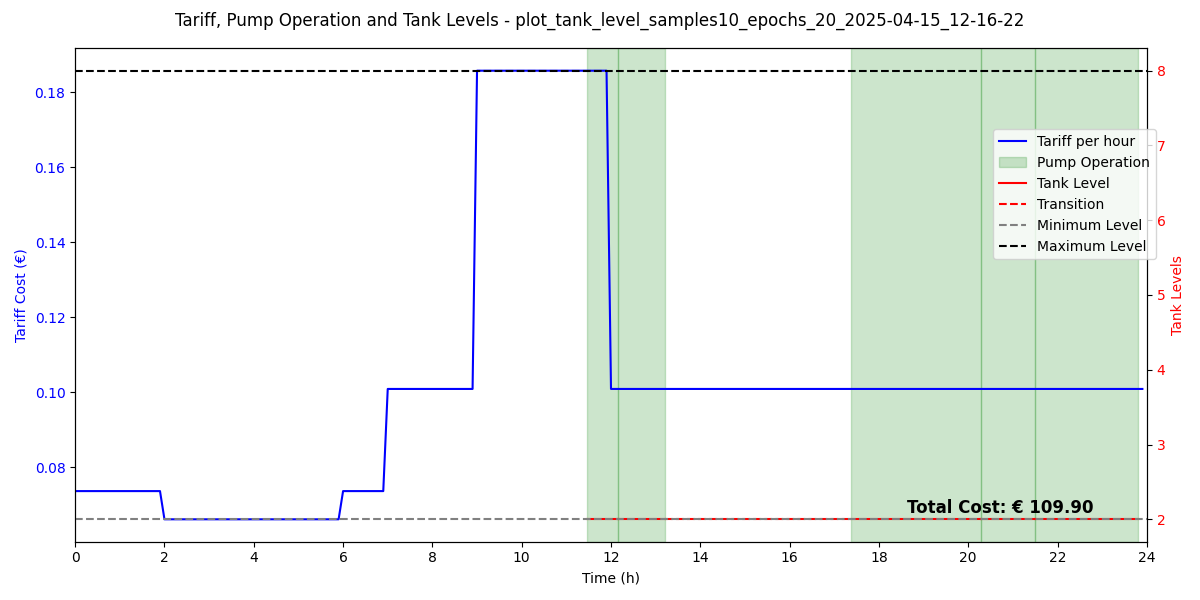 Tariff, Pump Operation and Tank Levels - plot_tank_level_samples10_epochs_20_2025-04-15_12-16-22
Tariff Cost (€)
0.18
0.16
0.14
0.12
0.10
0.08
8
7
6
5
4
3
2
Tank Levels
Tariff per hour
Pump Operation
Tank Level
Transition
Minimum Level
Maximum Level
Total Cost: € 109.90
0 2 4 6 8 10 12 14 16 18 20 22 24
Time (h)